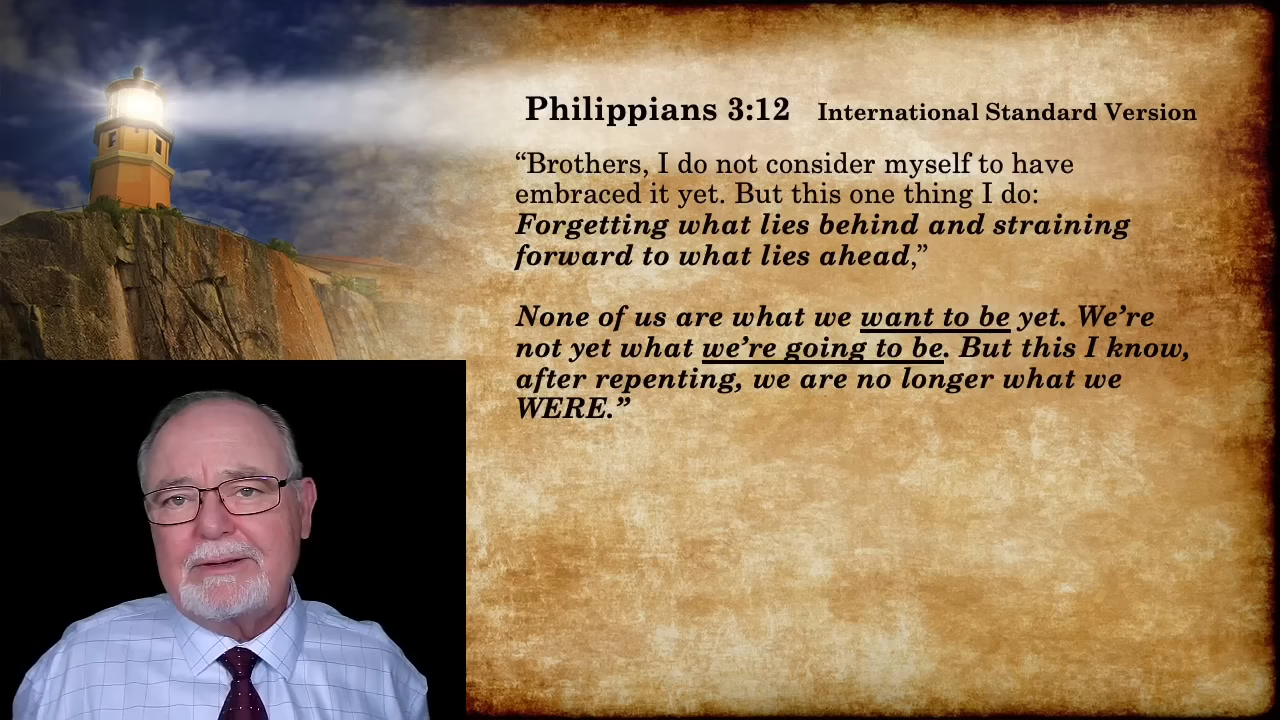 Philippians 3:12 International Standard Version
“Brothers, I do not consider myself to have
embraced it yet. But this one thing I do:
Forgetting what lies behind and straining
forward to what lies ahead,”
None of us are what we want to be yet. We’re
not yet what we’re going to be. But this I know,
after repenting, we are no longer what we
WERE.”